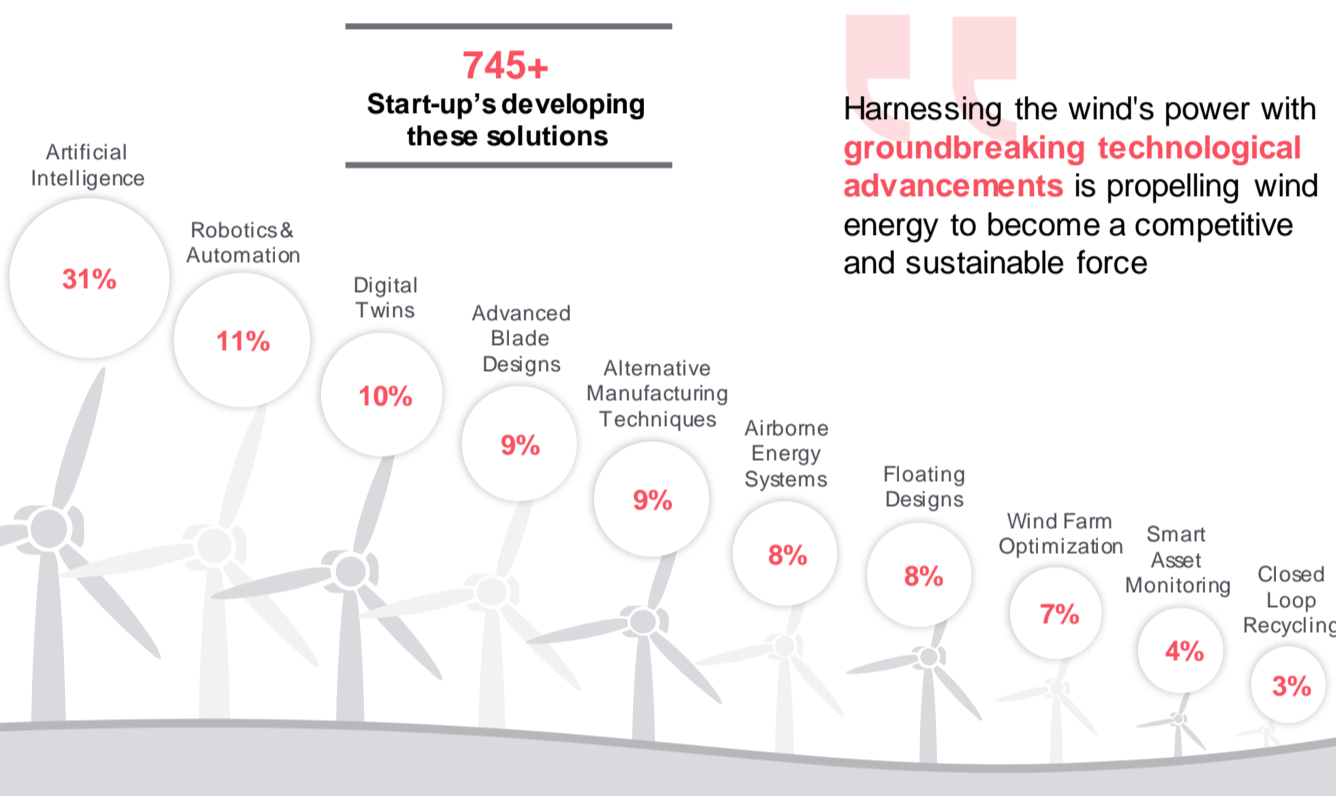 745+
Start-up’s developing
these solutions
Harnessing the wind's power with
groundbreaking technological
advancements is propelling wind
energy to become a competitive
and sustainable force
Artificial
Intelligence
31%
Robotics &
Automation
11%
Digital
Twins
10%
Advanced
Blade
Designs
9%
Alternative
Manufacturing
Techniques
9%
Airborne
Energy
Systems
8%
Floating
Designs
8%
Wind Farm
Optimization
7%
Smart
Asset
Monitoring
4%
Closed
Loop
Recycling
3%